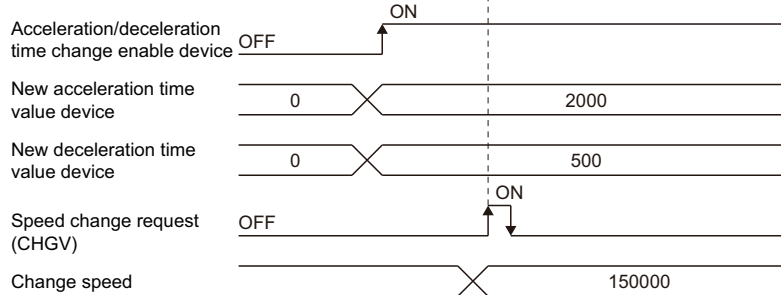 ON
Acceleration/deceleration
time change enable device OFF
New acceleration time
value device
0 2000
New deceleration time
value device
0 500
ON
Speed change request
(CHGV)
OFF
Change speed 150000